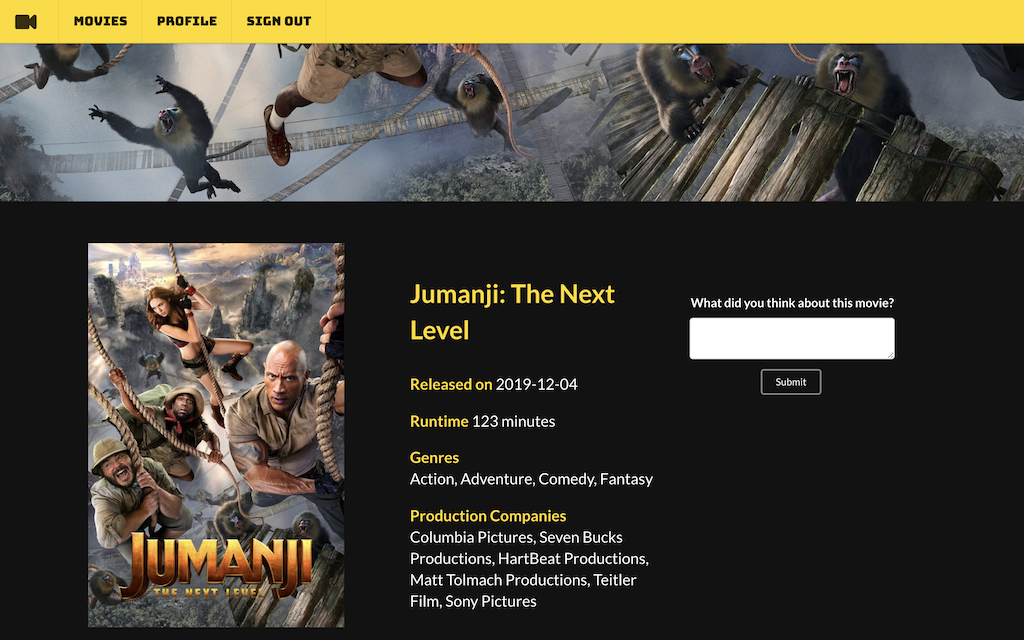 MOVIES PROFILE SIGN OUT
JUMANJI
THE NEXT LEVEL
Jumanji: The Next
Level
Released on 2019-12-04
Runtime 123 minutes
Genres
Action, Adventure, Comedy, Fantasy
Production Companies
Columbia Pictures, Seven Bucks
Productions, HartBeat Productions,
Matt Tolmach Productions, Teitler
Film, Sony Pictures
What did you think about this movie?
Submit